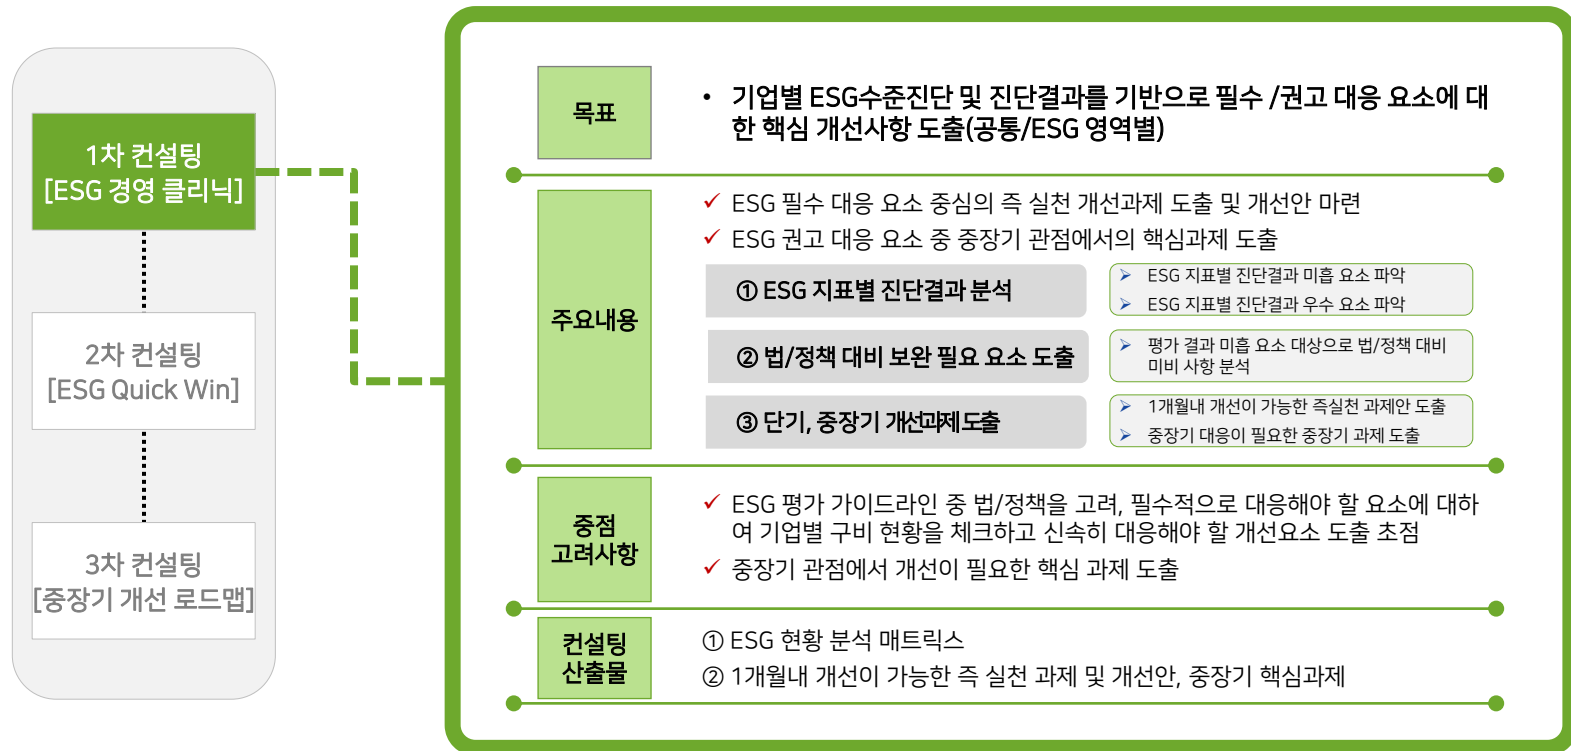 1차 컨설팅
[ESG 경영 클리닉]
2차 컨설팅
[ESG Quick Win]
3차 컨설팅
[중장기 개선 로드맵]
목표
• 기업별 ESG수준진단 및 진단결과를 기반으로 필수 /권고 대응 요소에 대
한 핵심 개선사항 도출(공통/ESG 영역별)
주요내용
✓ ESG 필수 대응 요소 중심의 즉 실천 개선과제 도출 및 개선안 마련
✓ ESG 권고 대응 요소 중 중장기 관점에서의 핵심과제 도출
① ESG 지표별 진단결과 분석
➢ ESG 지표별 진단결과 미흡 요소 파악
➢ ESG 지표별 진단결과 우수 요소 파악
② 법/정책 대비 보완 필요 요소 도출
➢ 평가 결과 미흡 요소 대상으로 법/정책 대비
미비 사항 분석
③ 단기, 중장기 개선과제 도출
➢ 1개월내 개선이 가능한 즉실천 과제안 도출
➢ 중장기 대응이 필요한 중장기 과제 도출
중점
고려사항
✓ ESG 평가 가이드라인 중 법/정책을 고려, 필수적으로 대응해야 할 요소에 대하
여 기업별 구비 현황을 체크하고 신속히 대응해야 할 개선요소 도출 초점
✓ 중장기 관점에서 개선이 필요한 핵심 과제 도출
컨설팅
산출물
① ESG 현황 분석 매트릭스
② 1개월내 개선이 가능한 즉 실천 과제 및 개선안, 중장기 핵심과제